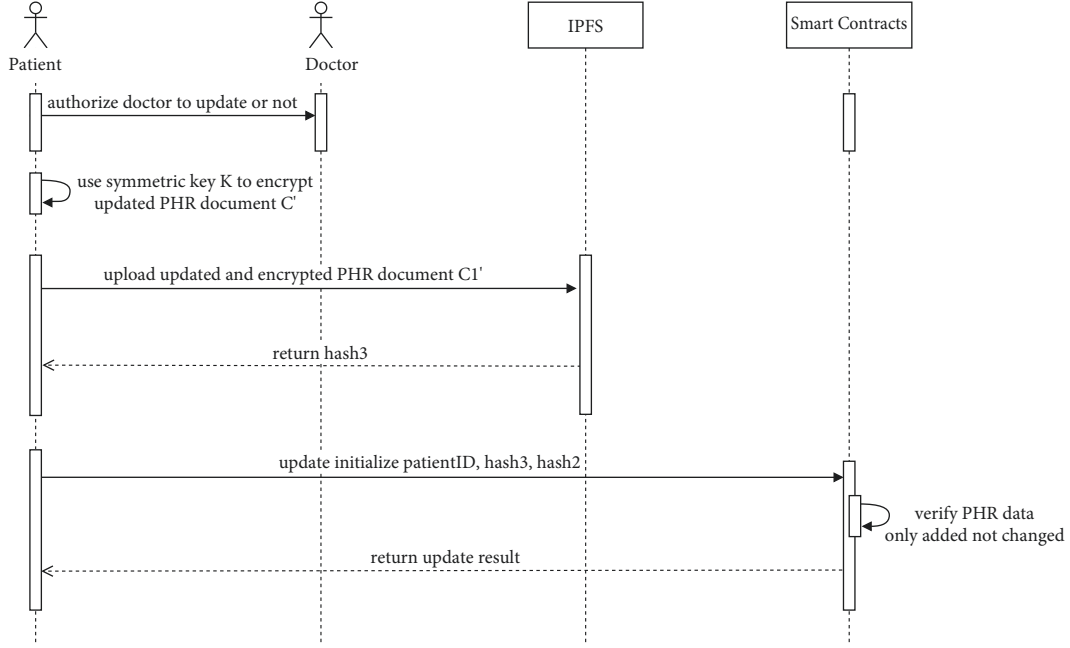 Patient
Doctor
IPFS
Smart Contracts
authorize doctor to update or not
use symmetric key K to encrypt
updated PHR document C'
upload updated and encrypted PHR document C1'
return hash3
update initialize patientID, hash3, hash2
verify PHR data
only added not changed
return update result